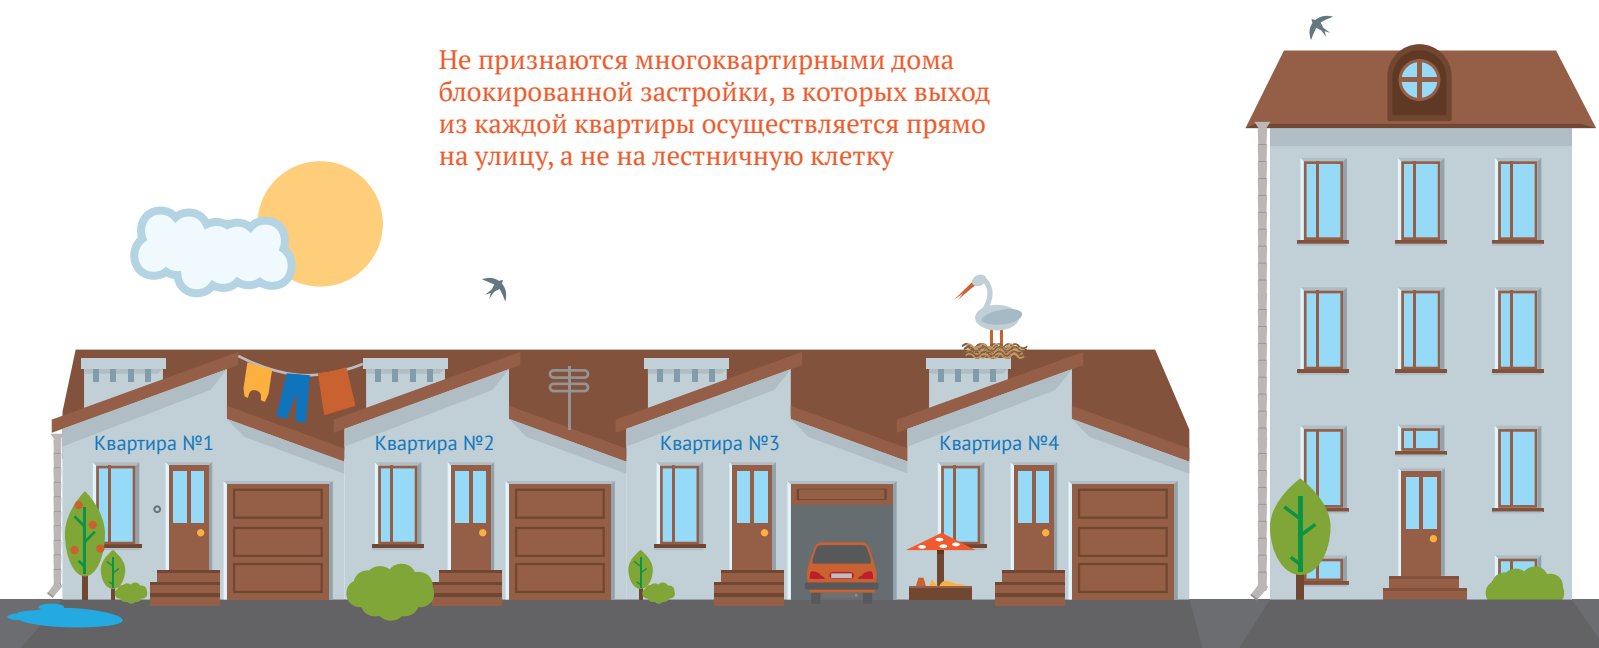 Не признаются многоквартирными дома
блокированной застройки, в которых выход
из каждой квартиры осуществляется прямо
на улицу, а не на лестничную клетку
Квартира №1
Квартира №2
Квартира №3
Квартира №4